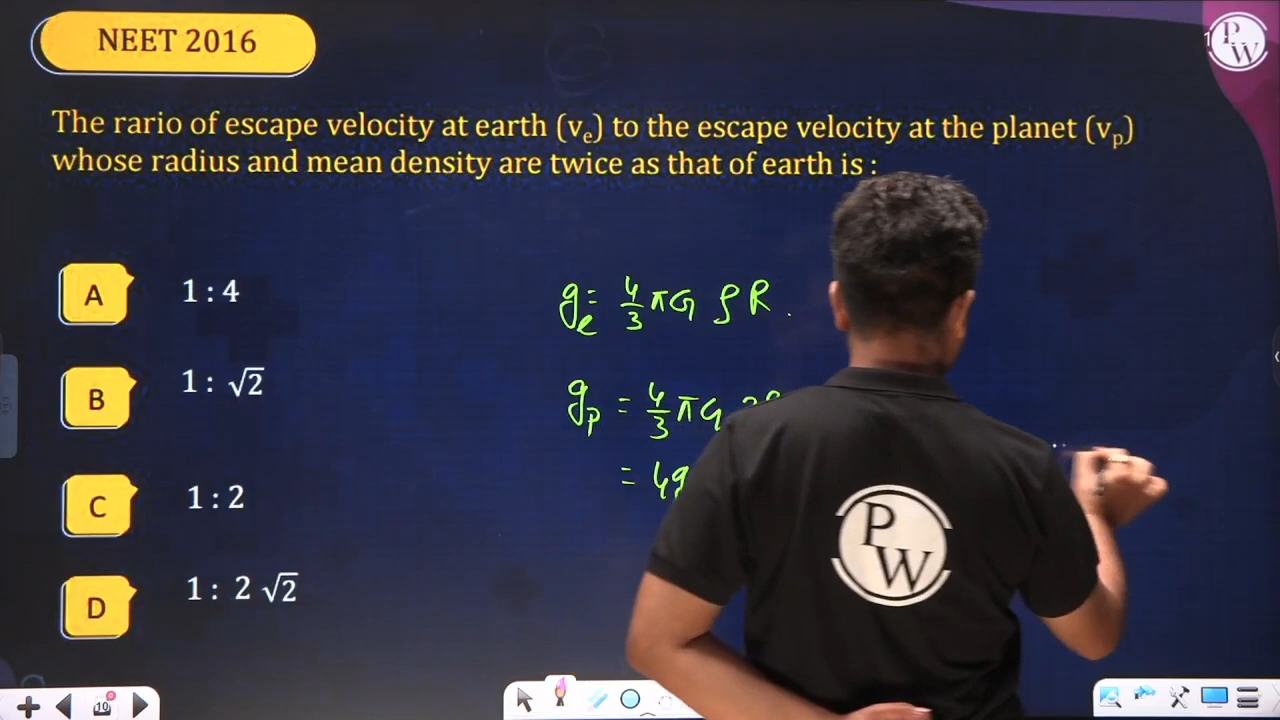 NEET 2016
PW
The rario of escape velocity at earth (vₑ) to the escape velocity at the planet (vₚ)
whose radius and mean density are twice as that of earth is :
A 1 : 4
B 1 : √2
C 1 : 2
D 1 : 2 √2
gₑ = 4/3 πG ρ R .
gₚ = 4/3 πG
= 4g
PW
10